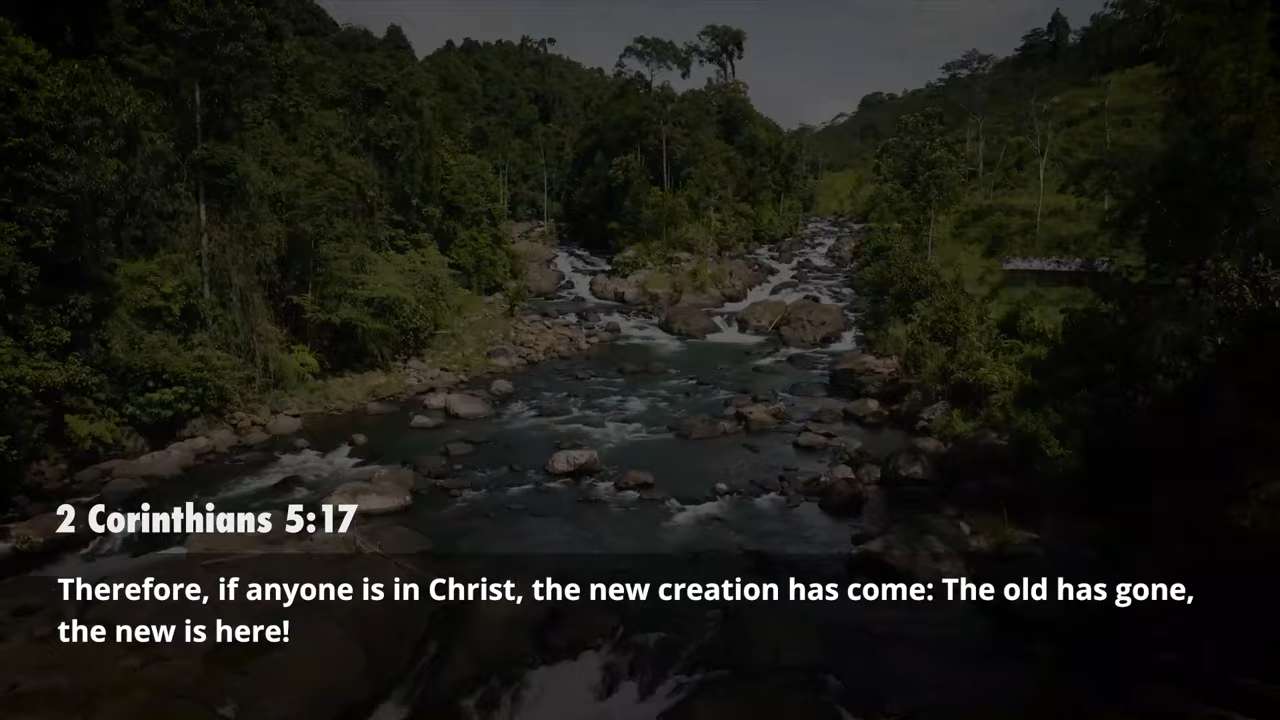 2 Corinthians 5:17
Therefore, if anyone is in Christ, the new creation has come: The old has gone,
the new is here!